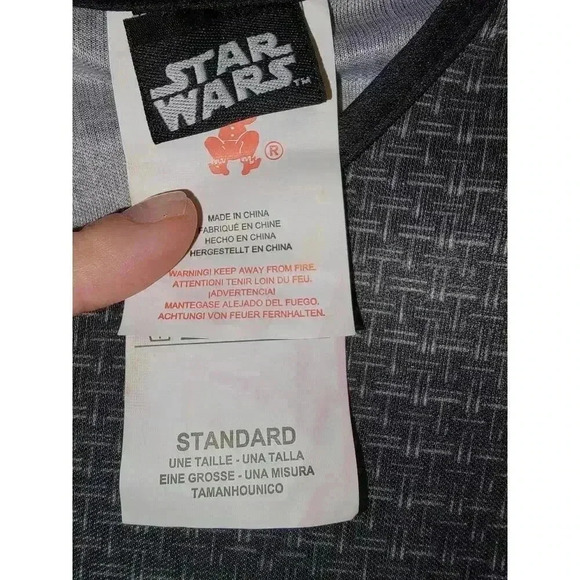 STAR
WARS™
®
MADE IN CHINA
FABRIQUÉ EN CHINE
HECHO EN CHINA
HERGESTELLT EN CHINA
WARNING! KEEP AWAY FROM FIRE.
ATTENTION! TENIR LOIN DU FEU.
¡ADVERTENCIA!
MANTEGASE ALEJADO DEL FUEGO.
ACHTUNG! VON FEUER FERNHALTEN.
STANDARD
UNE TAILLE - UNA TALLA
EINE GROSSE - UNA MISURA
TAMANHOUNICO